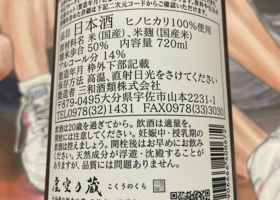 品目 日本酒 ヒノヒカリ100%使用
原材料名 米(国産)、米麹(国産)
精米歩合 50% 内容量 720ml
アルコール分 14%
製造年月 枠外下部記載
保存方法 高温、直射日光をさけてください
製造者 三和酒類株式会社
〒879-0495大分県宇佐市山本2231-1
TEL0978(32)1431 FAX0978(33)3030
飲酒は20歳を過ぎてから。飲酒は適量を。
飲酒運転は絶対にやめましょう。妊娠中・授乳期の
飲酒は
開栓後はお早めにお飲み
ください。天然成分が浮遊・沈殿すること
がありますが、品質には問題ありません。
虚空乃蔵 こくうのくら